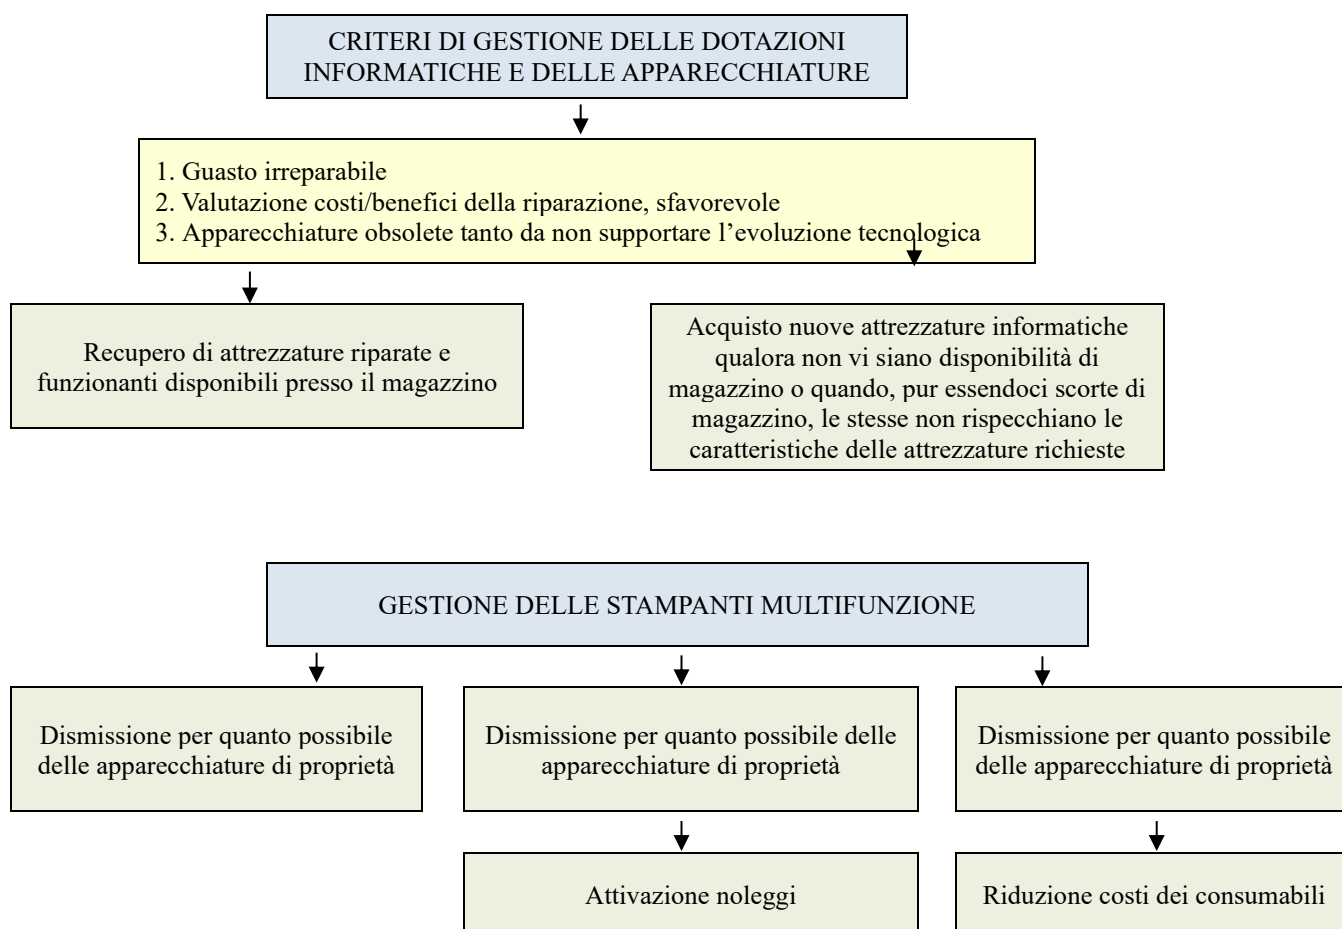 CRITERI DI GESTIONE DELLE DOTAZIONI
INFORMATICHE E DELLE APPARECCHIATURE
1. Guasto irreparabile
2. Valutazione costi/benefici della riparazione, sfavorevole
3. Apparecchiature obsolete tanto da non supportare l’evoluzione tecnologica
Recupero di attrezzature riparate e
funzionanti disponibili presso il magazzino
Acquisto nuove attrezzature informatiche
qualora non vi siano disponibilità di
magazzino o quando, pur essendoci scorte di
magazzino, le stesse non rispecchiano le
caratteristiche delle attrezzature richieste
GESTIONE DELLE STAMPANTI MULTIFUNZIONE
Dismissione per quanto possibile
delle apparecchiature di proprietà
Dismissione per quanto possibile delle
apparecchiature di proprietà
Dismissione per quanto possibile
delle apparecchiature di proprietà
Attivazione noleggi
Riduzione costi dei consumabili